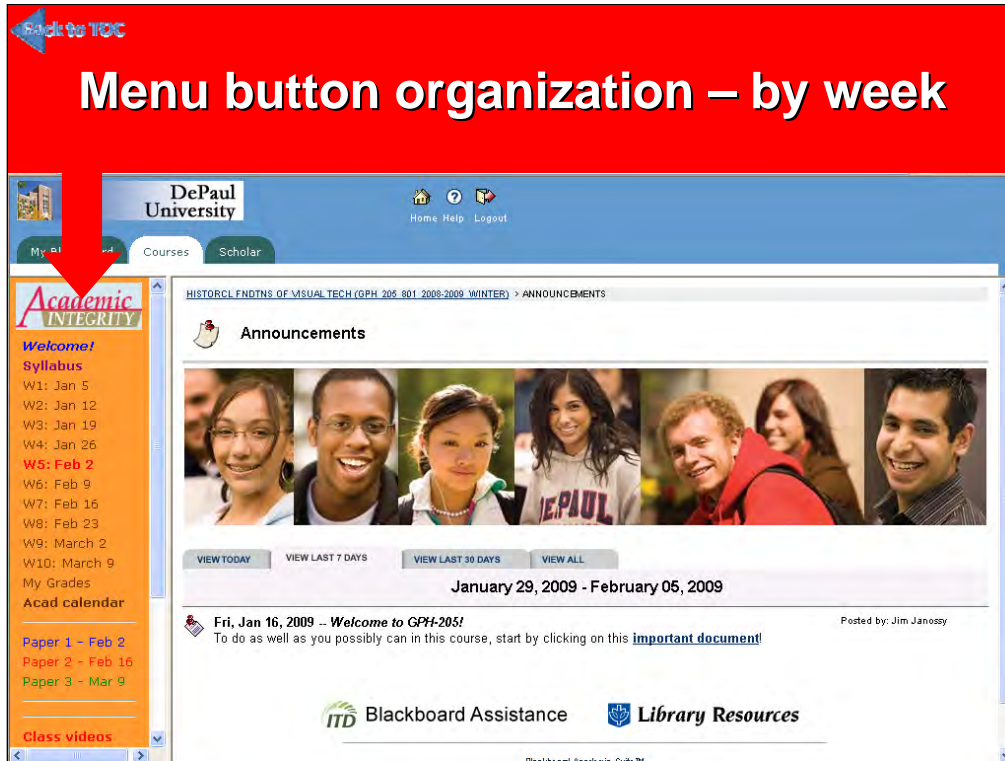 Back to TOC
Menu button organization – by week
DePaul
University
Home Help Logout
Courses Scholar
Academic
INTEGRITY
Welcome!
Syllabus
W1: Jan 5
W2: Jan 12
W3: Jan 19
W4: Jan 26
W5: Feb 2
W6: Feb 9
W7: Feb 16
W8: Feb 23
W9: March 2
W10: March 9
My Grades
Acad calendar
Paper 1 - Feb 2
Paper 2 - Feb 16
Paper 3 - Mar 9
Class videos
HISTORCL FNDTNS OF VISUAL TECH (GPH_205_801_2008-2009_WINTER) > ANNOUNCEMENTS
Announcements
DEPAUL
VIEW TODAY VIEW LAST 7 DAYS VIEW LAST 30 DAYS VIEW ALL
January 29, 2009 - February 05, 2009
Fri, Jan 16, 2009 -- Welcome to GPH-205! Posted by: Jim Janossy
To do as well as you possibly can in this course, start by clicking on this important document!
ITD Blackboard Assistance Library Resources